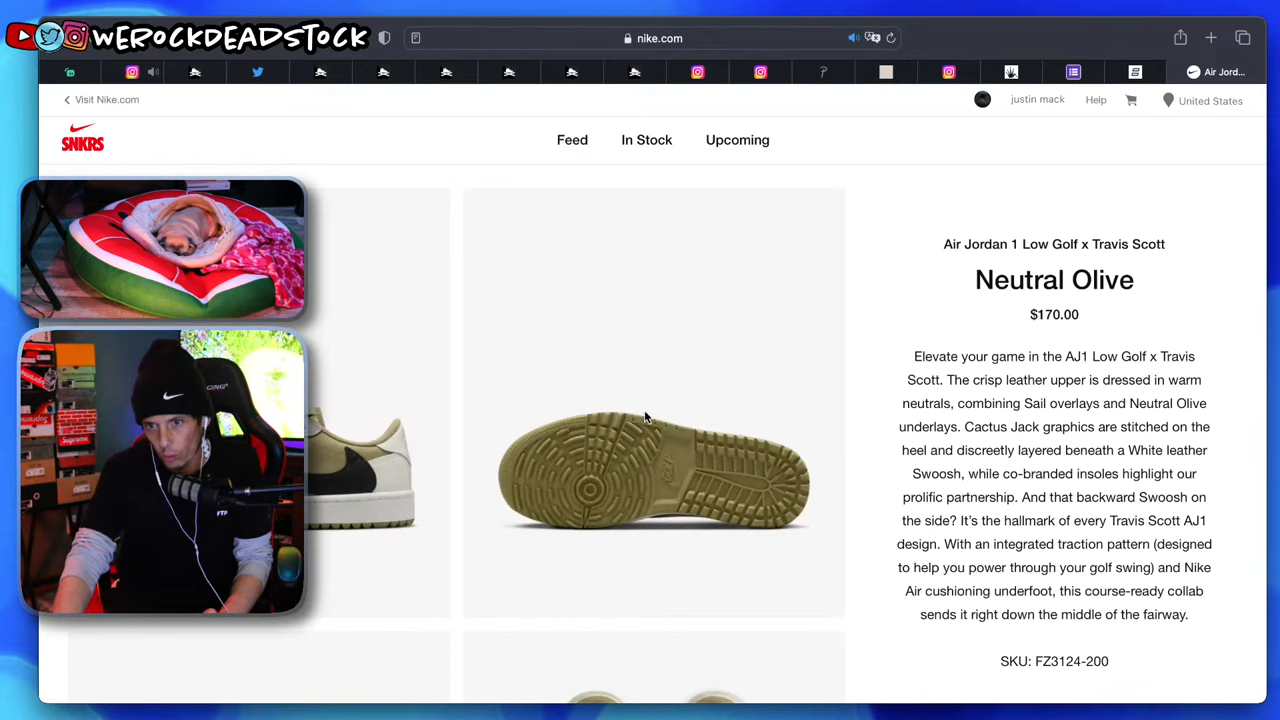 WEROCKDEADSTOCK
nike.com
Air Jord...
Visit Nike.com
justin mack
Help
United States
SNKRS
Feed
In Stock
Upcoming
Air Jordan 1 Low Golf x Travis Scott
Neutral Olive
$170.00
Elevate your game in the AJ1 Low Golf x Travis
Scott. The crisp leather upper is dressed in warm
neutrals, combining Sail overlays and Neutral Olive
underlays. Cactus Jack graphics are stitched on the
heel and discreetly layered beneath a White leather
Swoosh, while co-branded insoles highlight our
prolific partnership. And that backward Swoosh on
the side? It's the hallmark of every Travis Scott AJ1
design. With an integrated traction pattern (designed
to help you power through your golf swing) and Nike
Air cushioning underfoot, this course-ready collab
sends it right down the middle of the fairway.
SKU: FZ3124-200
Supreme
FTP